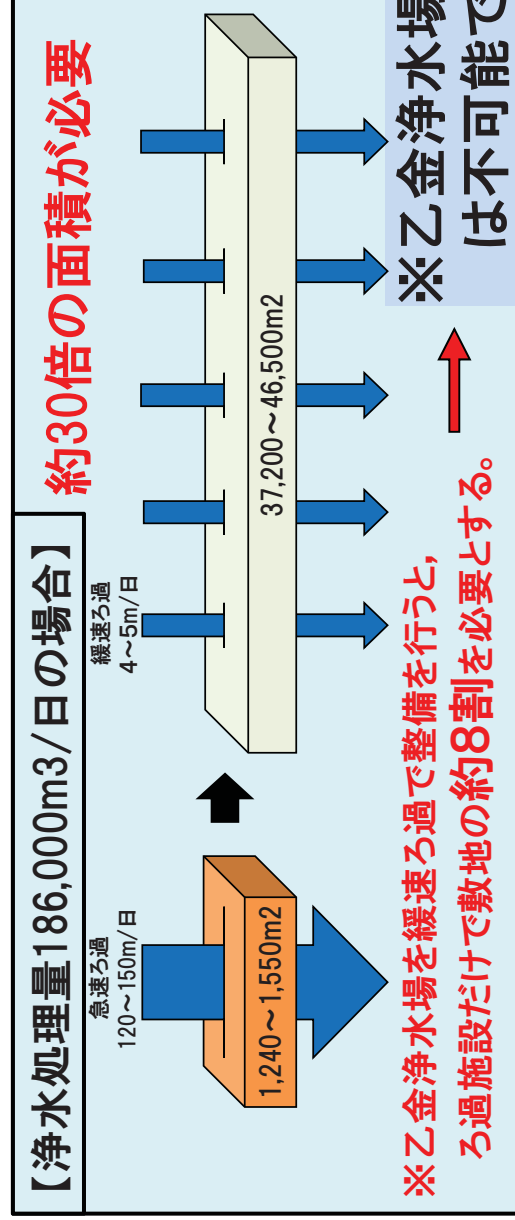 【浄水処理量186,000m3/日の場合】
約30倍の面積が必要
急速ろ過
120～150m/日
緩速ろ過
4～5m/日
1,240～1,550m2
37,200～46,500m2
※乙金浄水場を緩速ろ過で整備を行うと，
ろ過施設だけで敷地の約8割を必要とする。
※乙金浄水場
は不可能で